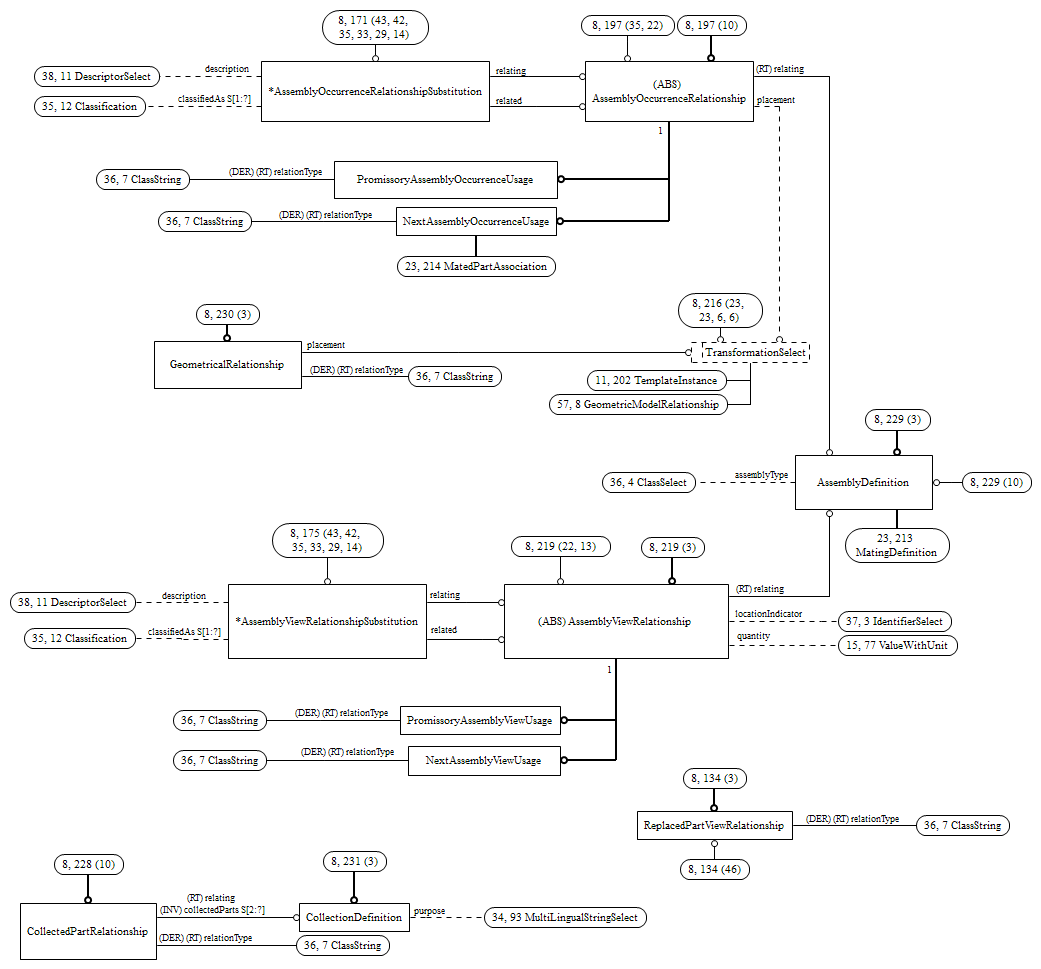 8, 171 (43, 42,
35, 33, 29, 14)
8, 197 (35, 22)
8, 197 (10)
38, 11 DescriptorSelect
description
35, 12 Classification
classifiedAs S[1:?]
*AssemblyOccurrenceRelationshipSubstitution
relating
related
(ABS)
AssemblyOccurrenceRelationship
(RT) relating
placement
1
36, 7 ClassString
(DER) (RT) relationType
PromissoryAssemblyOccurrenceUsage
36, 7 ClassString
(DER) (RT) relationType
NextAssemblyOccurrenceUsage
23, 214 MatedPartAssociation
8, 230 (3)
8, 216 (23,
23, 6, 6)
GeometricalRelationship
placement
TransformationSelect
(DER) (RT) relationType
36, 7 ClassString
11, 202 TemplateInstance
57, 8 GeometricModelRelationship
8, 229 (3)
36, 4 ClassSelect
assemblyType
AssemblyDefinition
8, 229 (10)
23, 213
MatingDefinition
8, 175 (43, 42,
35, 33, 29, 14)
8, 219 (22, 13)
8, 219 (3)
38, 11 DescriptorSelect
description
35, 12 Classification
classifiedAs S[1:?]
*AssemblyViewRelationshipSubstitution
relating
related
(ABS) AssemblyViewRelationship
(RT) relating
locationIndicator
37, 3 IdentifierSelect
quantity
15, 77 ValueWithUnit
1
36, 7 ClassString
(DER) (RT) relationType
PromissoryAssemblyViewUsage
36, 7 ClassString
(DER) (RT) relationType
NextAssemblyViewUsage
8, 134 (3)
ReplacedPartViewRelationship
(DER) (RT) relationType
36, 7 ClassString
8, 134 (46)
8, 228 (10)
8, 231 (3)
CollectedPartRelationship
(RT) relating
(INV) collectedParts S[2:?]
CollectionDefinition
purpose
34, 93 MultiLingualStringSelect
(DER) (RT) relationType
36, 7 ClassString